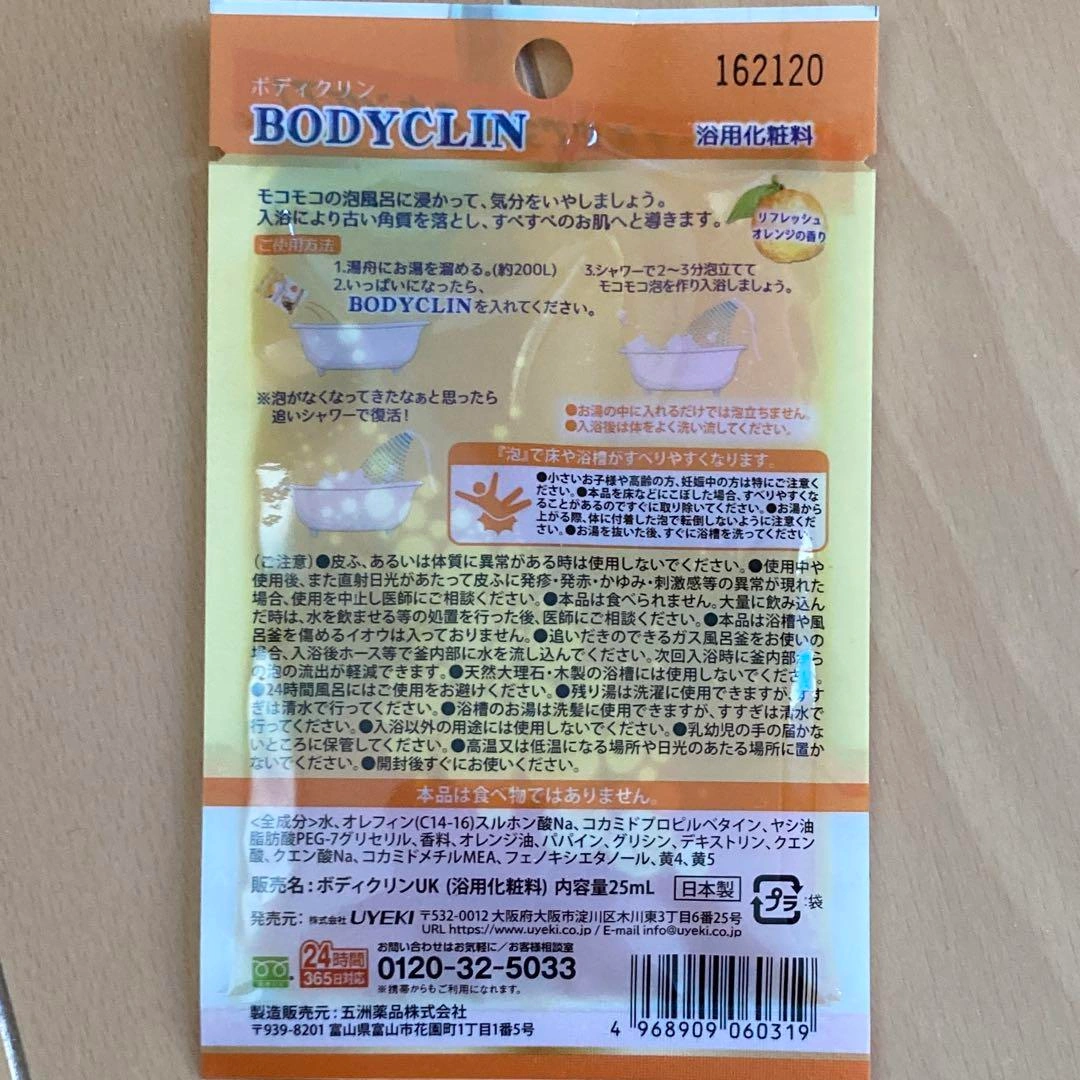 162120
ボディクリン
BODYCLIN
浴用化粧料
モコモコの泡風呂に浸かって、気分をいやしましょう。
入浴により古い角質を落とし、すべすべのお肌へと導きます。
リフレッシュ
オレンジの香り
ご使用方法
1.湯舟にお湯を溜める。(約200L)
2.いっぱいになったら、
BODYCLINを入れてください。
3.シャワーで2〜3分泡立てて
モコモコ泡を作り入浴しましょう。
※泡がなくなってきたなぁと思ったら
追いシャワーで復活!
●お湯の中に入れるだけでは泡立ちません。
●入浴後は体をよく洗い流してください。
『泡』で床や浴槽がすべりやすくなります。
●小さいお子様や高齢の方、妊娠中の方は特にご注意く
ださい。●本品を床などにこぼした場合、すべりやすくな
ることがあるのですぐに取り除いてください。●お湯から
上がる際、体に付着した泡で転倒しないように注意くだ
さい。●お湯を抜いた後、すぐに浴槽を洗ってください。
(ご注意)●皮ふ、あるいは体質に異常がある時は使用しないでください。●使用中や
使用後、また直射日光があたって皮ふに発疹・発赤・かゆみ・刺激感等の異常が現れた
場合、使用を中止し医師にご相談ください。●本品は食べられません。大量に飲み込ん
だ時は、水を飲ませる等の処置を行った後、医師にご相談ください。●本品は浴槽や風
呂釜を傷めるイオウは入っておりません。●追いだきのできるガス風呂釜をお使いの
場合、入浴後ホース等で釜内部に水を流し込んでください。次回入浴時に釜内部から
の泡の流出が軽減できます。●天然大理石・木製の浴槽には使用しないでください。
●24時間風呂にはご使用をお避けください。●残り湯は洗濯に使用できますが、すす
ぎは清水で行ってください。●浴槽のお湯は洗髪に使用できますが、すすぎは清水で
行ってください。●入浴以外の用途には使用しないでください。●乳幼児の手の届かな
いところに保管してください。●高温又は低温になる場所や日光のあたる場所に置か
ないでください。●開封後すぐにお使いください。
本品は食べ物ではありません。
<全成分>水、オレフィン(C14-16)スルホン酸Na、コカミドプロピルベタイン、ヤシ油
脂肪酸PEG-7グリセリル、香料、オレンジ油、パパイン、グリシン、デキストリン、クエン
酸、クエン酸Na、コカミドメチルMEA、フェノキシエタノール、黄4、黄5
販売名:ボディクリンUK (浴用化粧料) 内容量25mL 日本製 プラ :袋
発売元: 株式会社 UYEKI 〒532-0012 大阪府大阪市淀川区木川東3丁目6番25号
URL https://www.uyeki.co.jp / E-mail info@uyeki.co.jp
24時間
365日対応
お問い合わせはお気軽に/お客様相談室
0120-32-5033
※携帯からもご利用になれます。
製造販売元:五洲薬品株式会社
〒939-8201 富山県富山市花園町1丁目1番5号
4 968909 060319